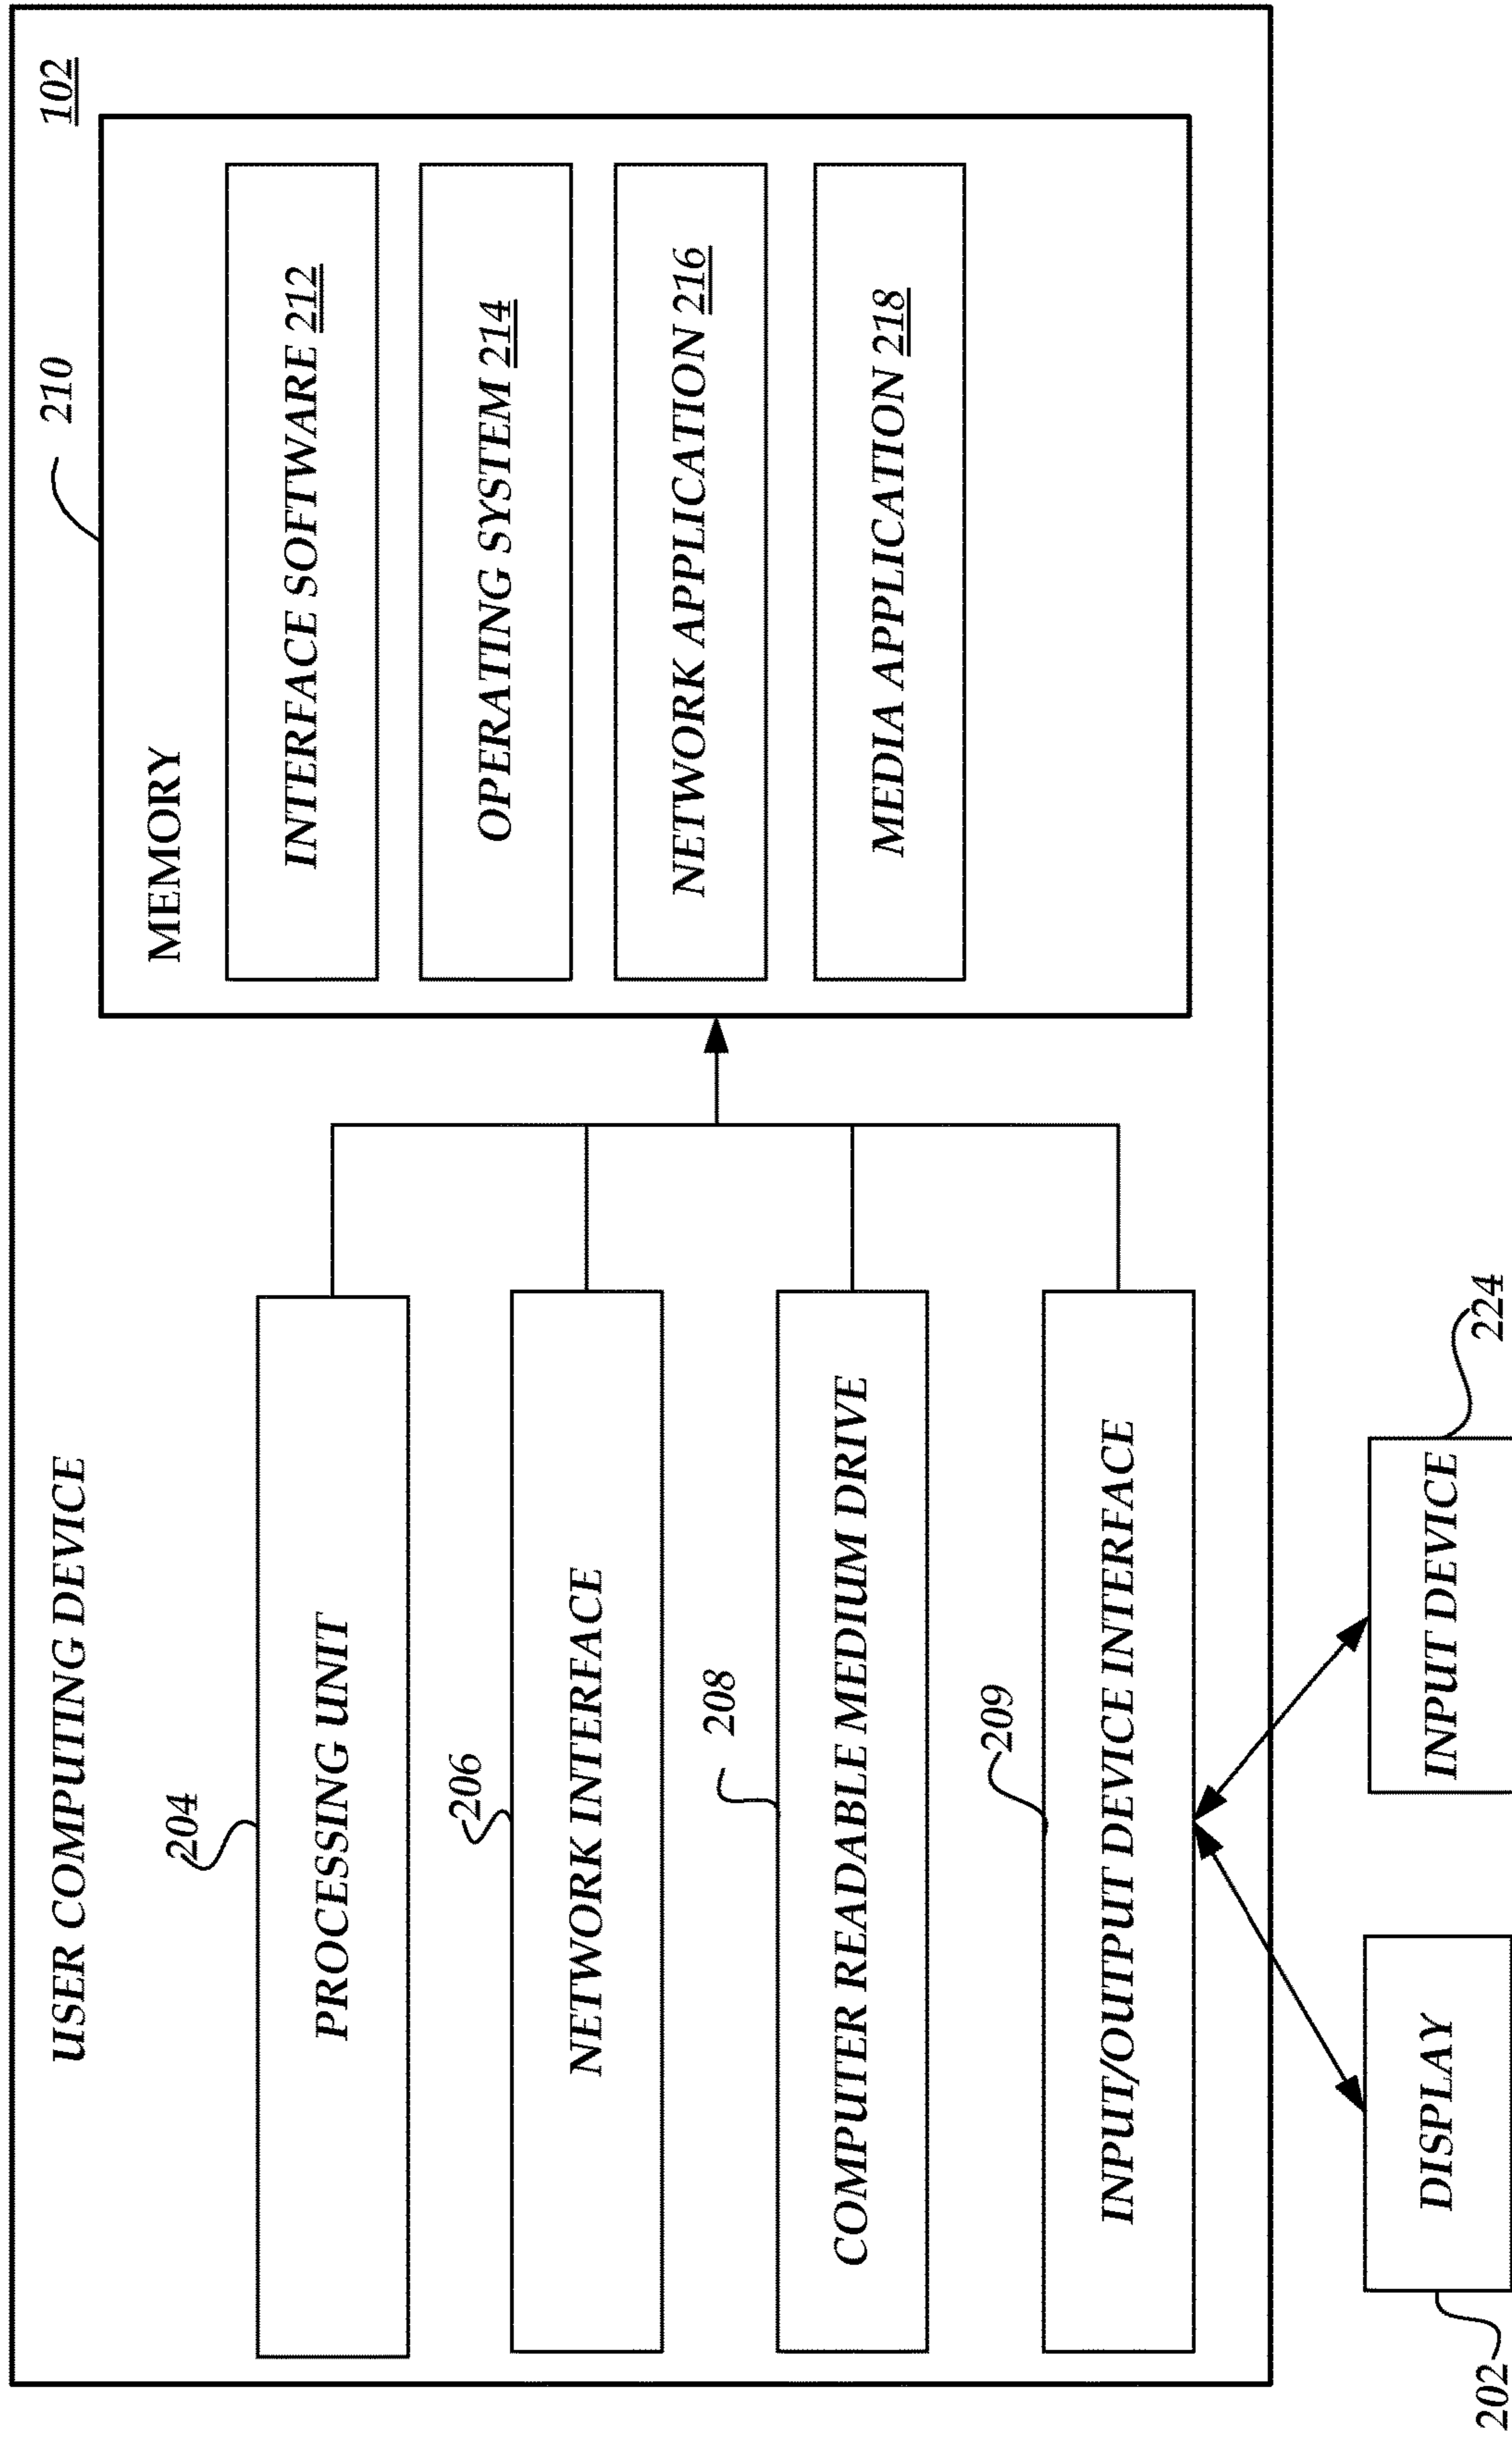 USER COMPUTING DEVICE
102
204
PROCESSING UNIT
206
NETWORK INTERFACE
208
COMPUTER READABLE MEDIUM DRIVE
209
INPUT/OUTPUT DEVICE INTERFACE
210
MEMORY
INTERFACE SOFTWARE 212
OPERATING SYSTEM 214
NETWORK APPLICATION 216
MEDIA APPLICATION 218
202
DISPLAY
INPUT DEVICE
224